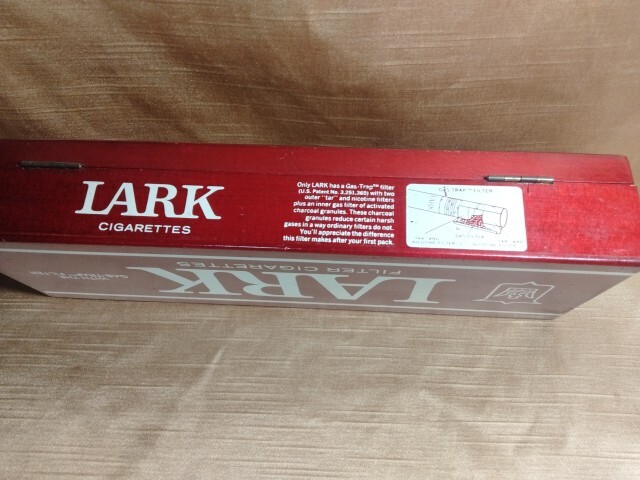 LARK
CIGARETTES
Only LARK has a Gas-Trap™ filter
(U.S. Patent No. 3,251,365) with two
outer "tar" and nicotine filters
plus an inner gas filter of activated
charcoal granules. These charcoal
granules reduce certain harsh
gases in a way ordinary filters do not.
You'll appreciate the difference
this filter makes after your first pack.
GAS-TRAP™ FILTER
LARK
FILTER CIGARETTES